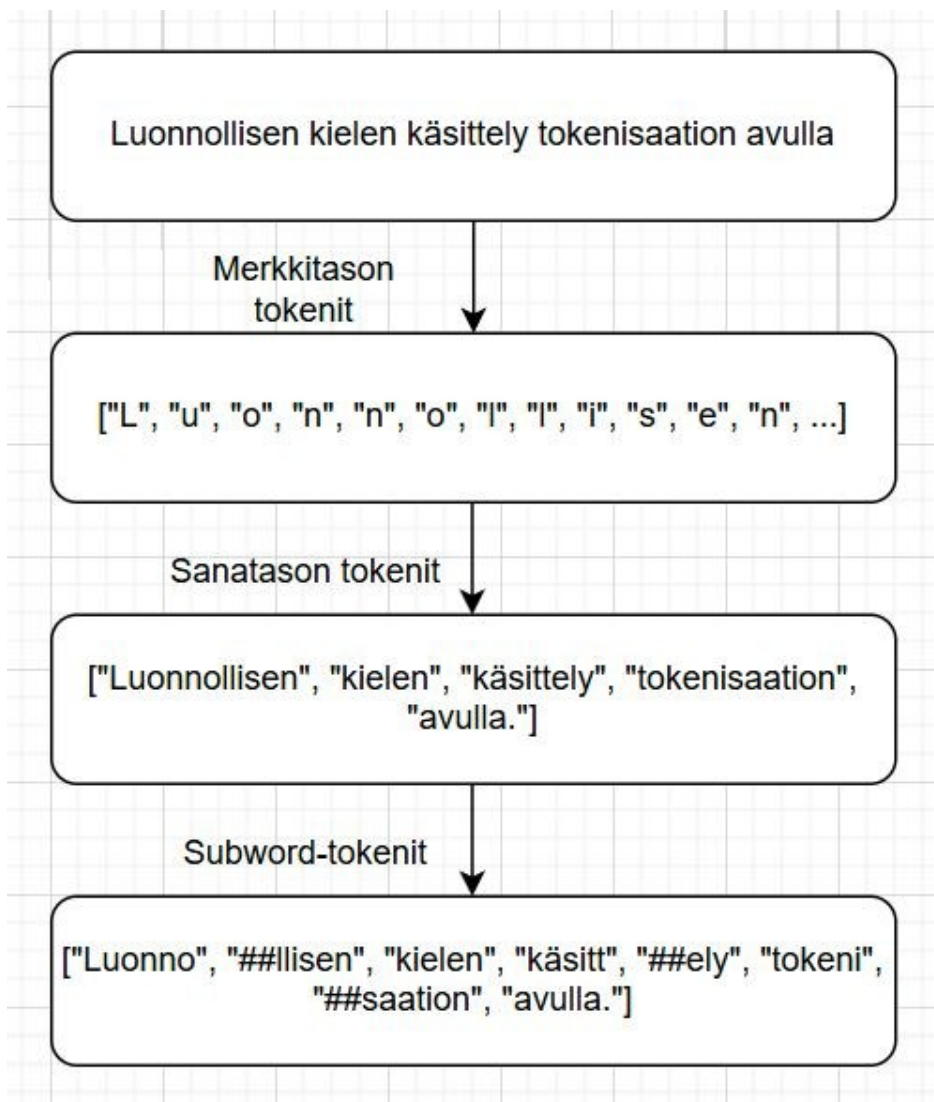 Luonnollisen kielen käsittely tokenisaation avulla
Merkkitason
tokenit
["L", "u", "o", "n", "n", "o", "l", "l", "i", "s", "e", "n", ...]
Sanatason tokenit
["Luonnollisen", "kielen", "käsittely", "tokenisaation",
"avulla."]
Subword-tokenit
["Luonno", "##llisen", "kielen", "käsitt", "##ely", "tokeni",
"##saation", "avulla."]